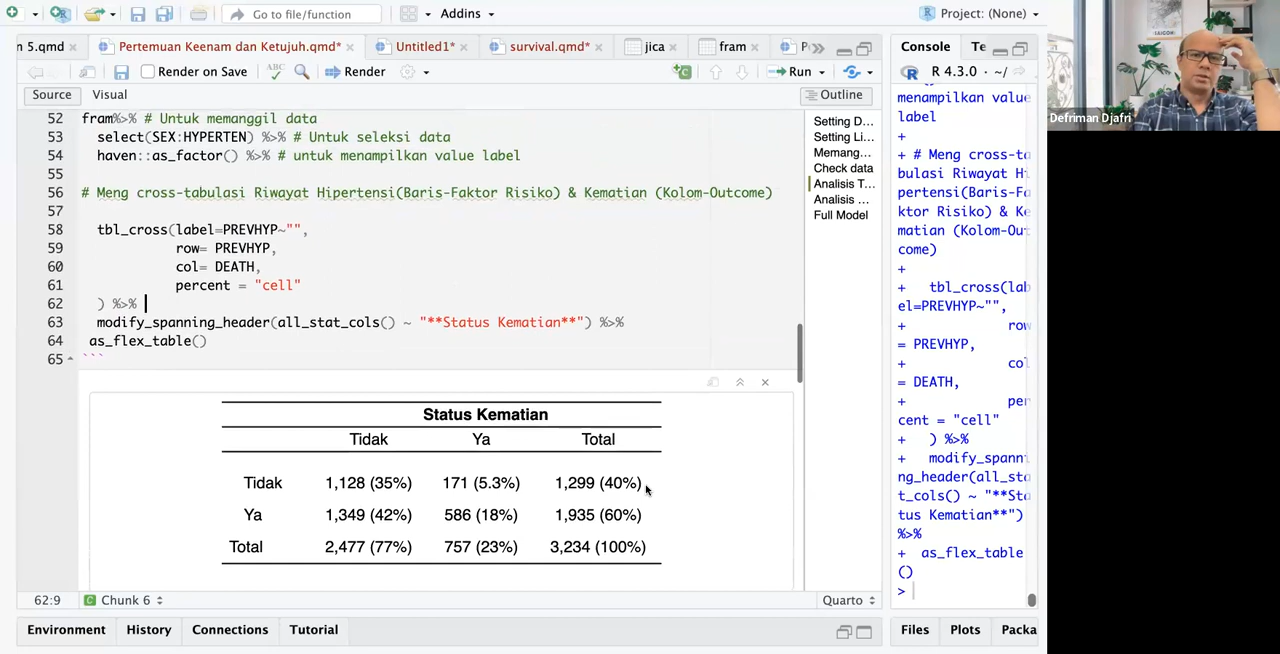 Go to file/function
Addins
Project: (None)
n 5.qmd
Pertemuan Keenam dan Ketujuh.qmd*
Untitled1*
survival.qmd*
jica
fram
Render on Save
ABC
Render
Run
Source
Visual
Outline
52 fram%>% # Untuk memanggil data
53 select(SEX:HYPERTEN) %>% # Untuk seleksi data
54 haven::as_factor() %>% # untuk menampilkan value label
55
56 # Meng cross-tabulasi Riwayat Hipertensi(Baris-Faktor Risiko) & Kematian (Kolom-Outcome)
57
58 tbl_cross(label=PREVHYP~"",
59 row= PREVHYP,
60 col= DEATH,
61 percent = "cell"
62 ) %>%
63 modify_spanning_header(all_stat_cols() ~ "**Status Kematian**") %>%
64 as_flex_table()
65 ```
Setting D...
Setting Li...
Memang...
Check data
Analisis T...
Analisis ...
Full Model
Status Kematian
Tidak Ya Total
Tidak 1,128 (35%) 171 (5.3%) 1,299 (40%)
Ya 1,349 (42%) 586 (18%) 1,935 (60%)
Total 2,477 (77%) 757 (23%) 3,234 (100%)
62:9
Chunk 6
Quarto
Environment
History
Connections
Tutorial
Console
Te
R 4.3.0 · ~/
menampilkan value
label
+
+ # Meng cross-ta
bulasi Riwayat Hi
pertensi(Baris-Fa
ktor Risiko) & Ke
matian (Kolom-Out
come)
+
+ tbl_cross(lab
el=PREVHYP~"",
+ row
= PREVHYP,
+ col
= DEATH,
+ per
cent = "cell"
+ ) %>%
+ modify_spanni
ng_header(all_sta
t_cols() ~ "**Sta
tus Kematian**")
%>%
+ as_flex_table
()
>
Files
Plots
Packa
Defriman Djafri